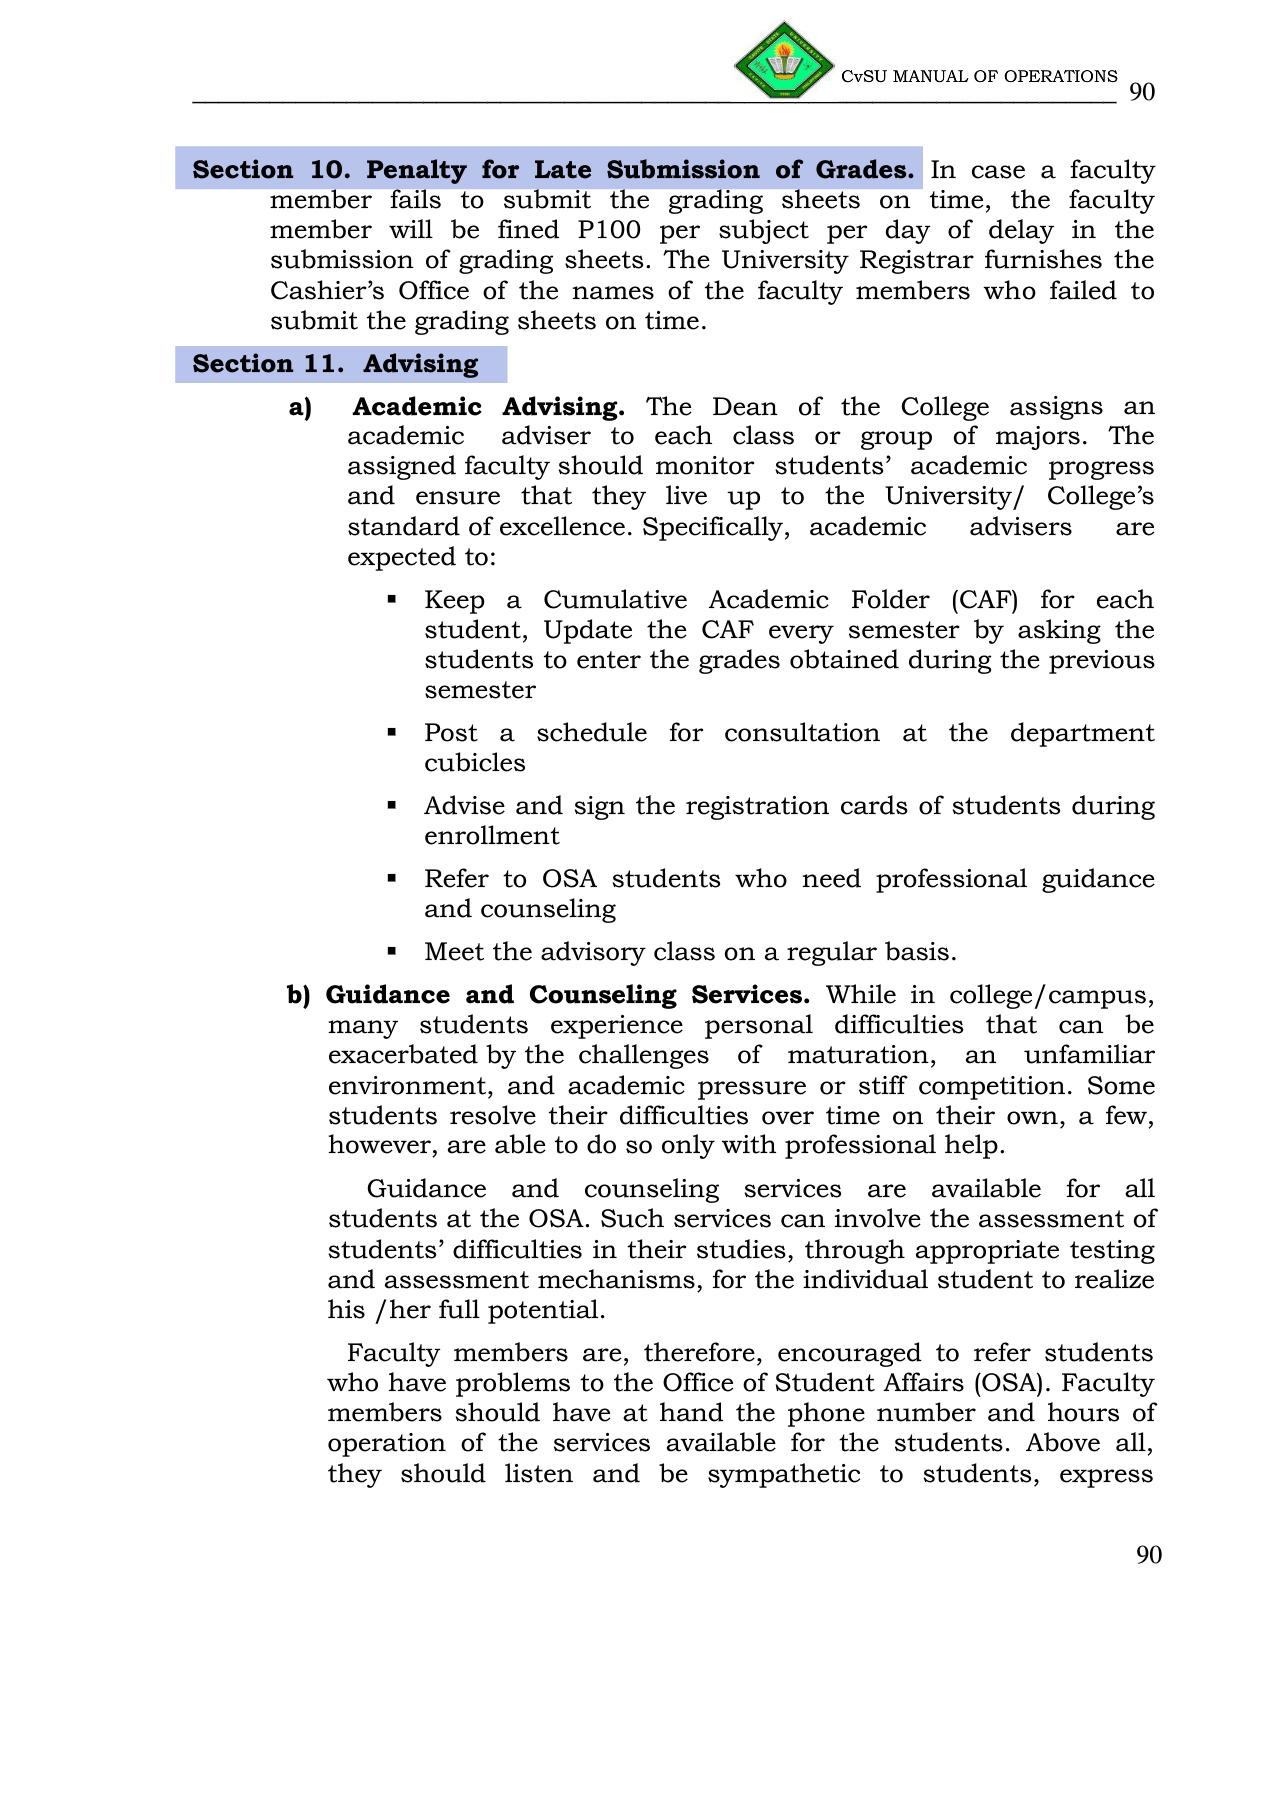 CvSU MANUAL OF OPERATIONS 90
Section 10. Penalty for Late Submission of Grades. In case a faculty
member fails to submit the grading sheets on time, the faculty
member will be fined P100 per subject per day of delay in the
submission of grading sheets. The University Registrar furnishes the
Cashier’s Office of the names of the faculty members who failed to
submit the grading sheets on time.
Section 11. Advising
a) Academic Advising. The Dean of the College assigns an
academic adviser to each class or group of majors. The
assigned faculty should monitor students’ academic progress
and ensure that they live up to the University/ College’s
standard of excellence. Specifically, academic advisers are
expected to:
▪ Keep a Cumulative Academic Folder (CAF) for each
student, Update the CAF every semester by asking the
students to enter the grades obtained during the previous
semester
▪ Post a schedule for consultation at the department
cubicles
▪ Advise and sign the registration cards of students during
enrollment
▪ Refer to OSA students who need professional guidance
and counseling
▪ Meet the advisory class on a regular basis.
b) Guidance and Counseling Services. While in college/campus,
many students experience personal difficulties that can be
exacerbated by the challenges of maturation, an unfamiliar
environment, and academic pressure or stiff competition. Some
students resolve their difficulties over time on their own, a few,
however, are able to do so only with professional help.
Guidance and counseling services are available for all
students at the OSA. Such services can involve the assessment of
students’ difficulties in their studies, through appropriate testing
and assessment mechanisms, for the individual student to realize
his /her full potential.
Faculty members are, therefore, encouraged to refer students
who have problems to the Office of Student Affairs (OSA). Faculty
members should have at hand the phone number and hours of
operation of the services available for the students. Above all,
they should listen and be sympathetic to students, express
90